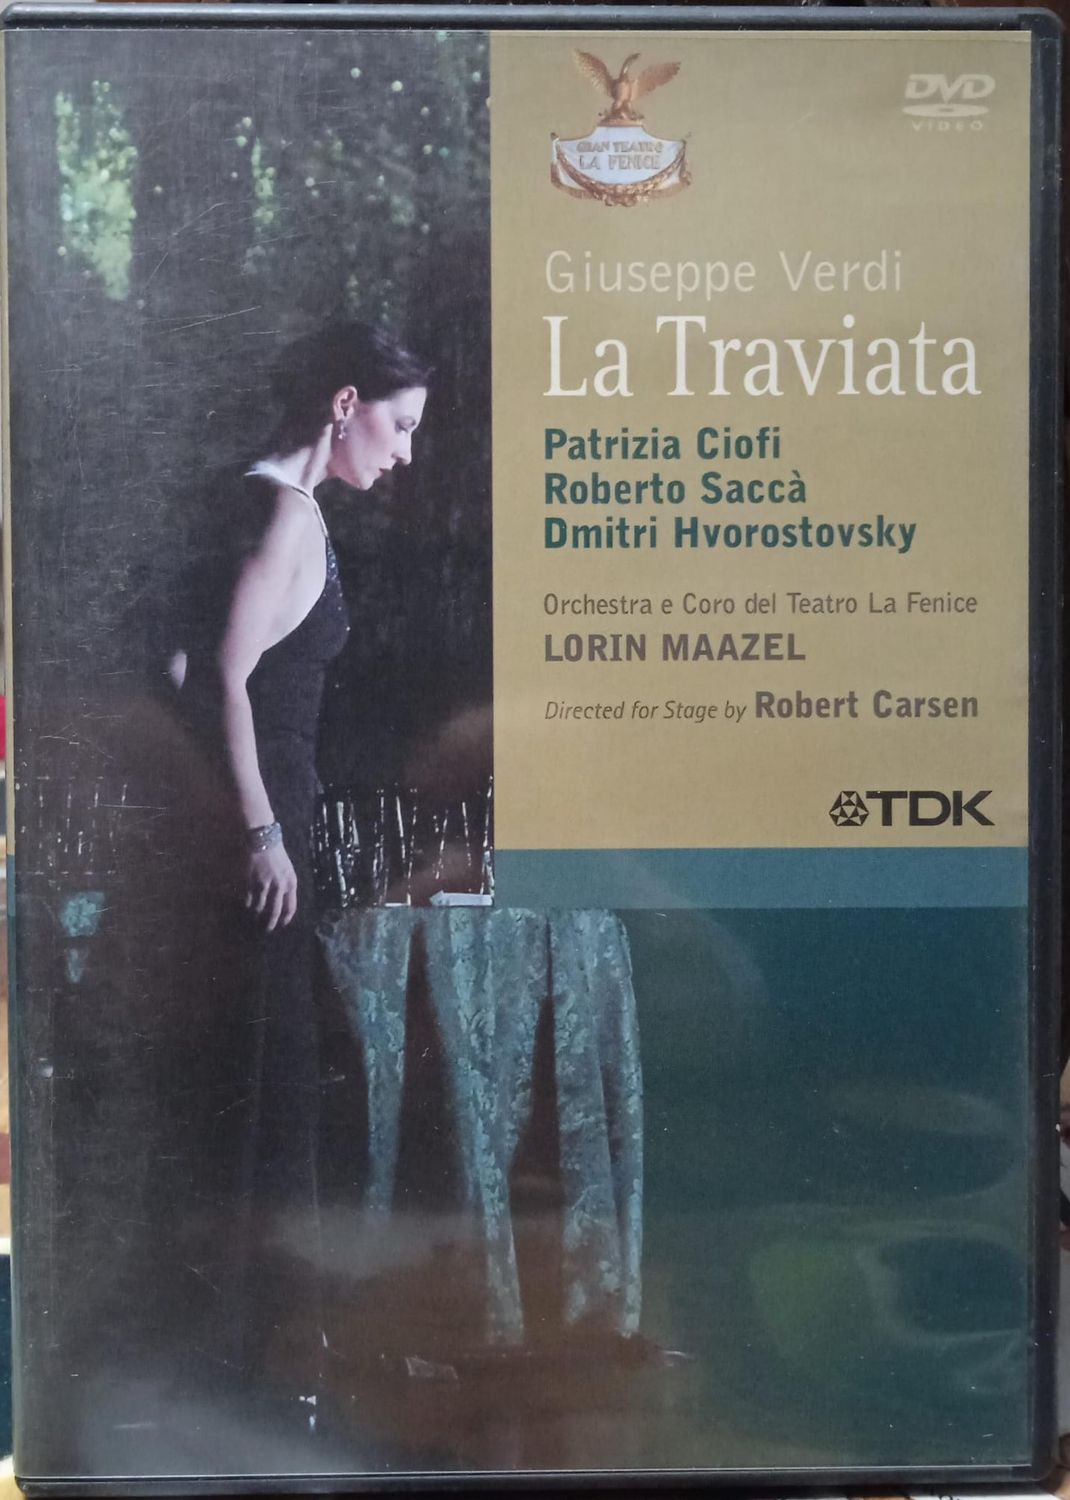 GRAN TEATRO
LA FENICE
DVD
VIDEO
Giuseppe Verdi
La Traviata
Patrizia Ciofi
Roberto Saccà
Dmitri Hvorostovsky
Orchestra e Coro del Teatro La Fenice
LORIN MAAZEL
Directed for Stage by Robert Carsen
TDK